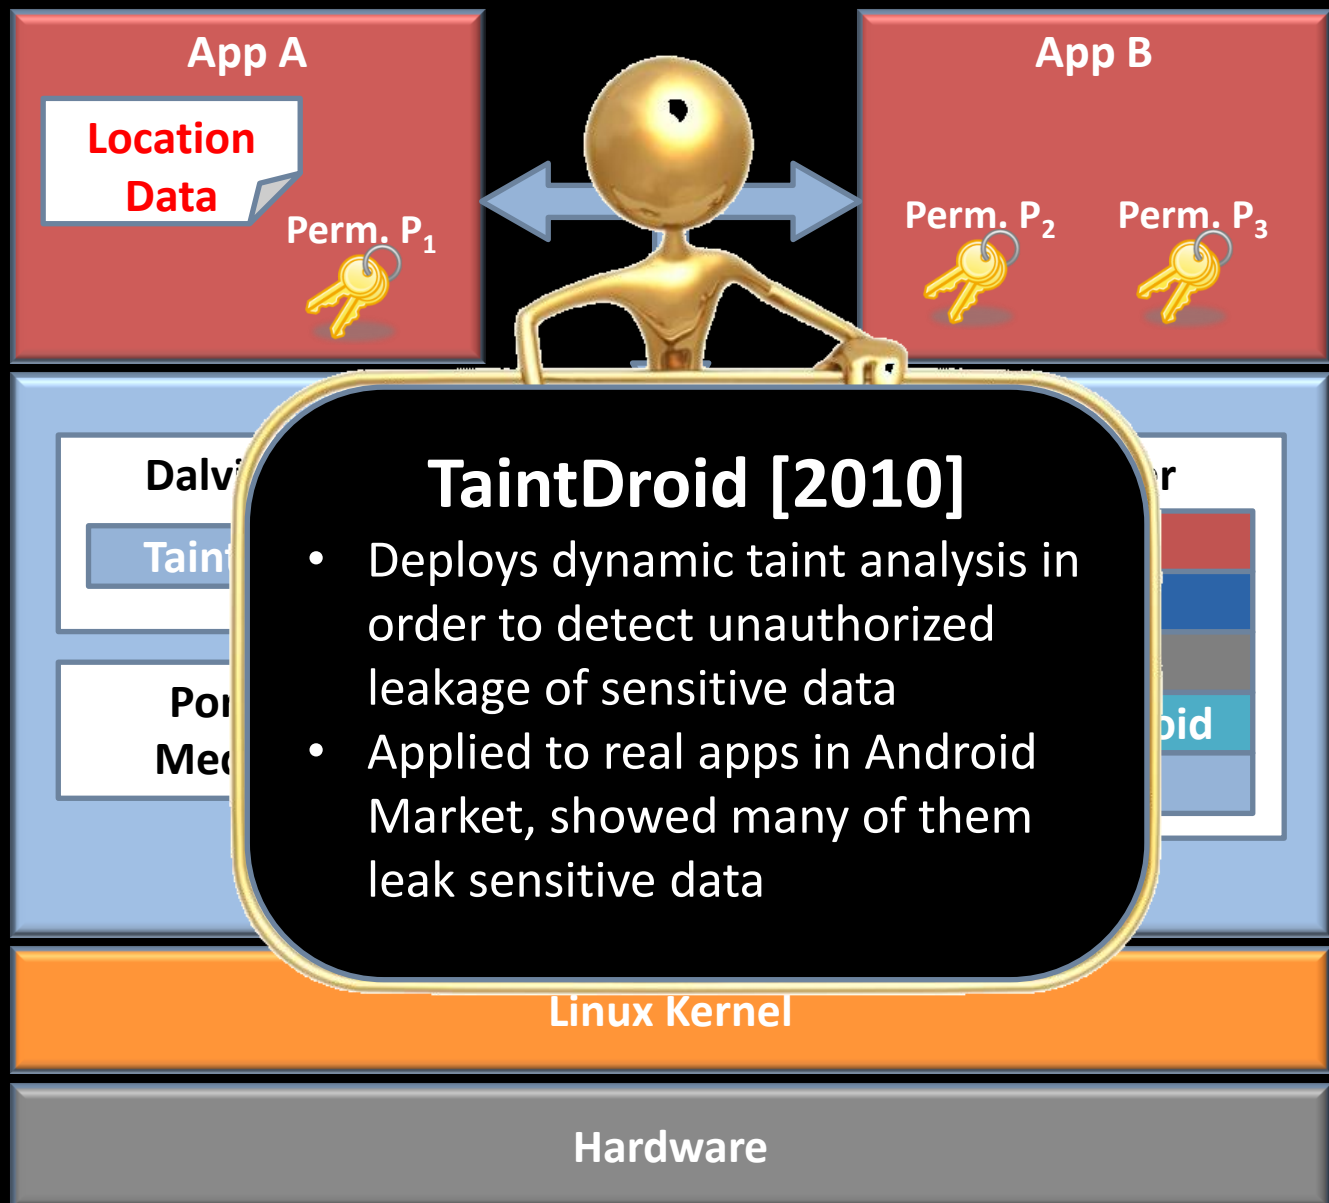 App A
App B
Location
Data
Perm. P1
Perm. P2
Perm. P3
TaintDroid [2010]
• Deploys dynamic taint analysis in
order to detect unauthorized
leakage of sensitive data
• Applied to real apps in Android
Market, showed many of them
leak sensitive data
Linux Kernel
Hardware